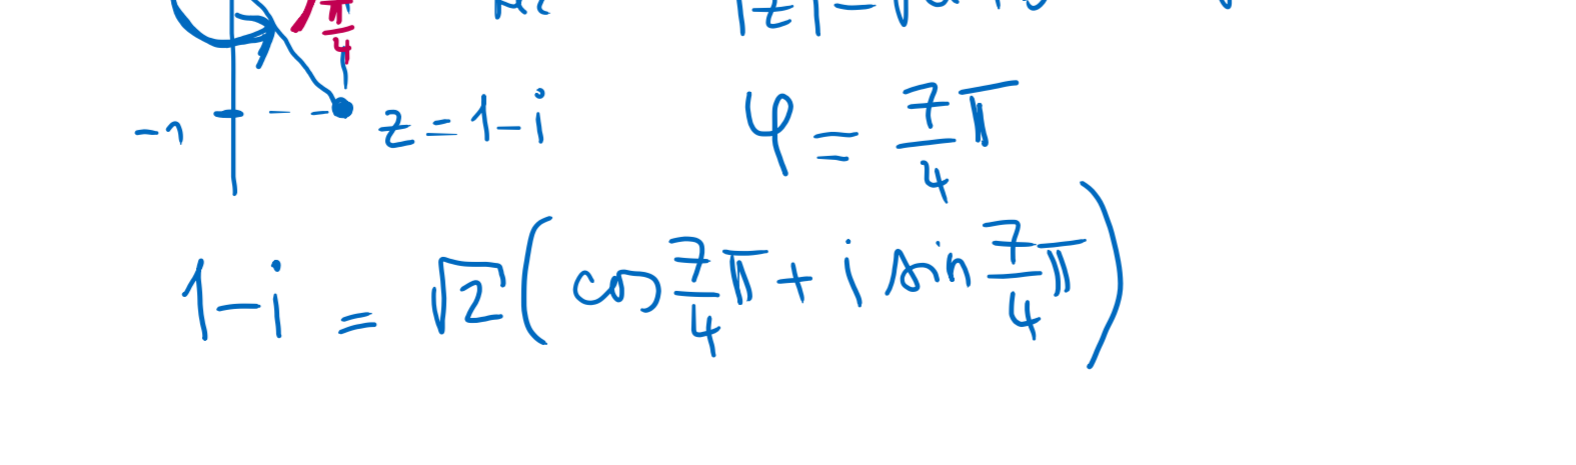 π/4
-1
z = 1-i
φ = 7/4 π
1-i = √2 ( cos 7/4 π + i sin 7/4 π )